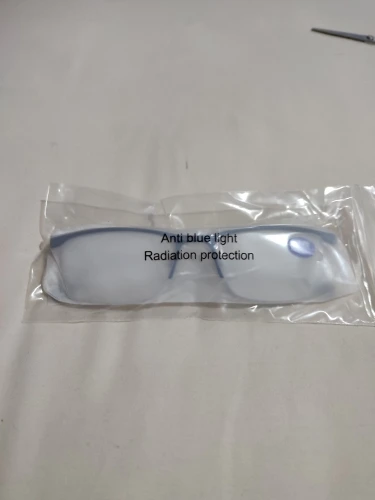 Anti blue light
Radiation protection